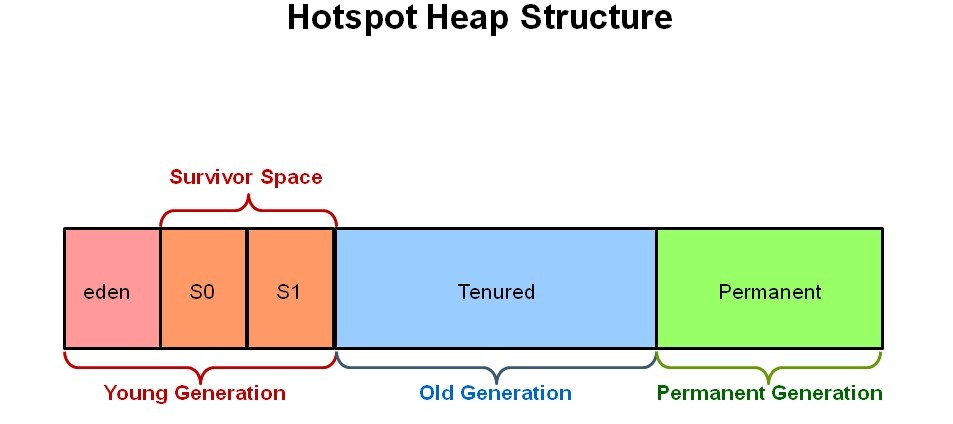 Hotspot Heap Structure
Survivor Space
eden
S0
S1
Tenured
Permanent
Young Generation
Old Generation
Permanent Generation